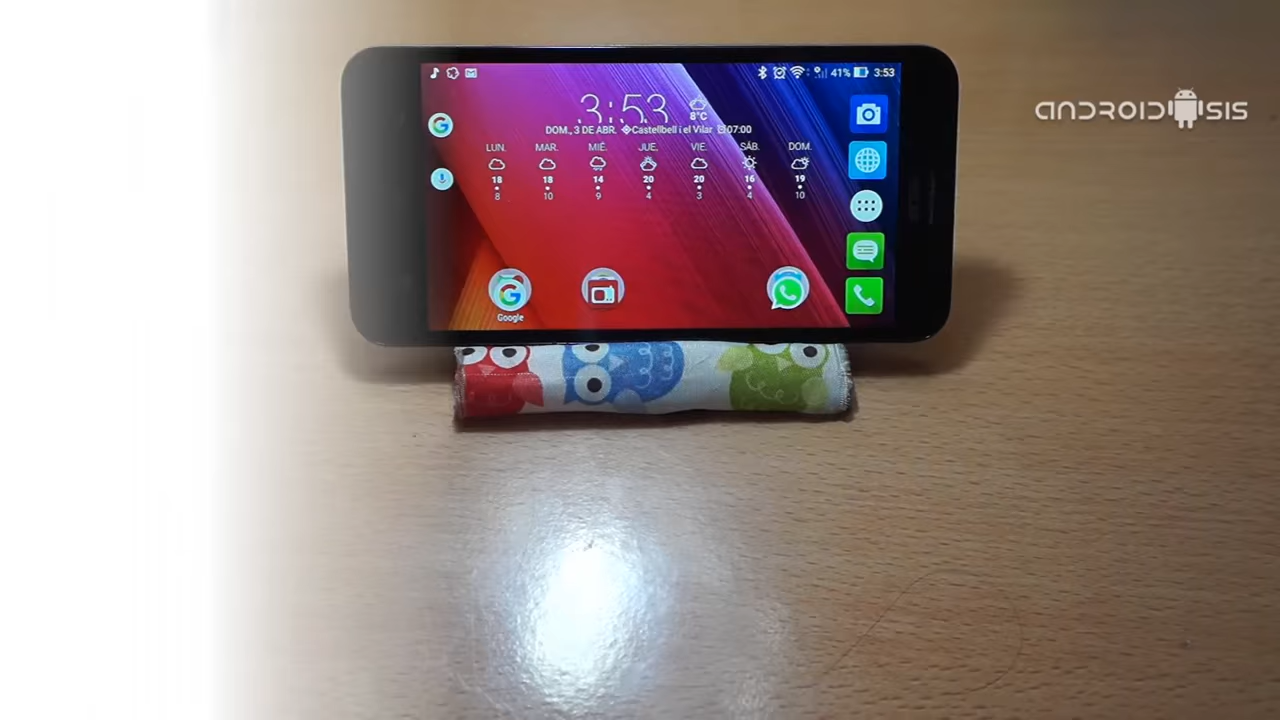 41% 3:53
ANDROIDSIS
3:53
8°C
DOM., 3 DE ABR. Castellbell i el Vilar 07:00
LUN. MAR. MIÉ. JUE. VIE. SÁB. DOM.
18 18 14 20 20 16 19
8 10 9 4 3 4 10
Google